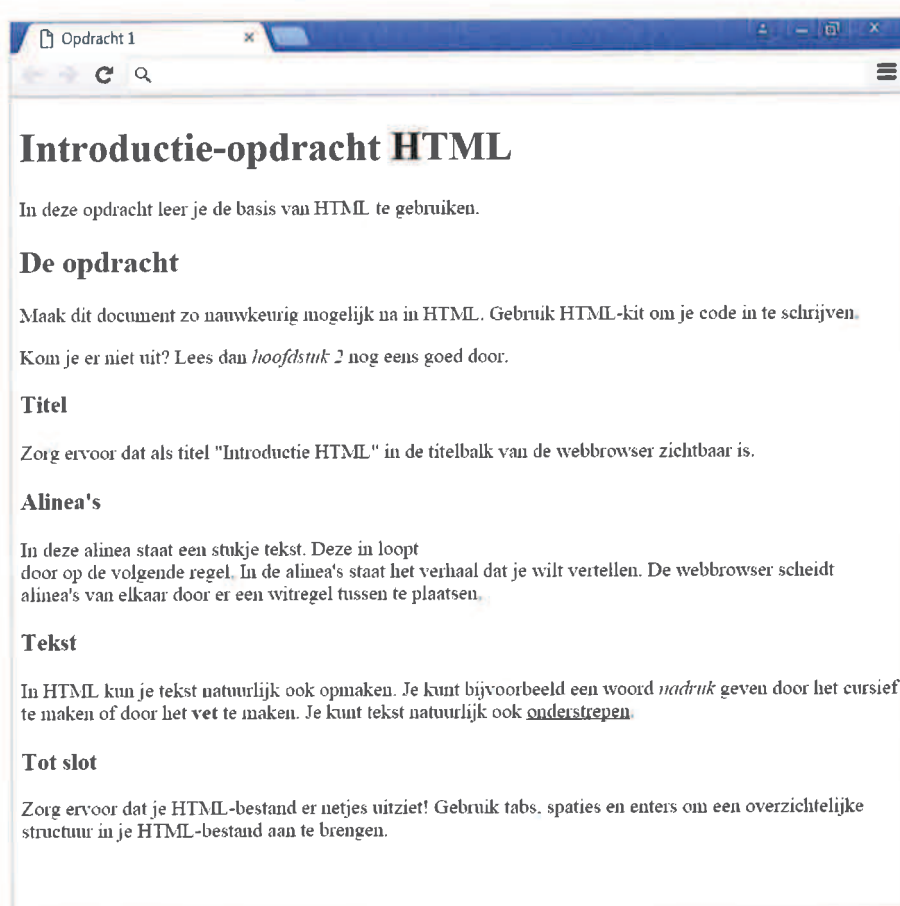 Opdracht 1
Introductie-opdracht HTML
In deze opdracht leer je de basis van HTML te gebruiken.
De opdracht
Maak dit document zo nauwkeurig mogelijk na in HTML. Gebruik HTML-kit om je code in te schrijven.
Kom je er niet uit? Lees dan hoofdstuk 2 nog eens goed door.
Titel
Zorg ervoor dat als titel "Introductie HTML" in de titelbalk van de webbrowser zichtbaar is.
Alinea's
In deze alinea staat een stukje tekst. Deze in loopt
door op de volgende regel. In de alinea's staat het verhaal dat je wilt vertellen. De webbrowser scheidt
alinea's van elkaar door er een witregel tussen te plaatsen.
Tekst
In HTML kun je tekst natuurlijk ook opmaken. Je kunt bijvoorbeeld een woord nadruk geven door het cursief
te maken of door het vet te maken. Je kunt tekst natuurlijk ook onderstrepen.
Tot slot
Zorg ervoor dat je HTML-bestand er netjes uitziet! Gebruik tabs, spaties en enters om een overzichtelijke
structuur in je HTML-bestand aan te brengen.